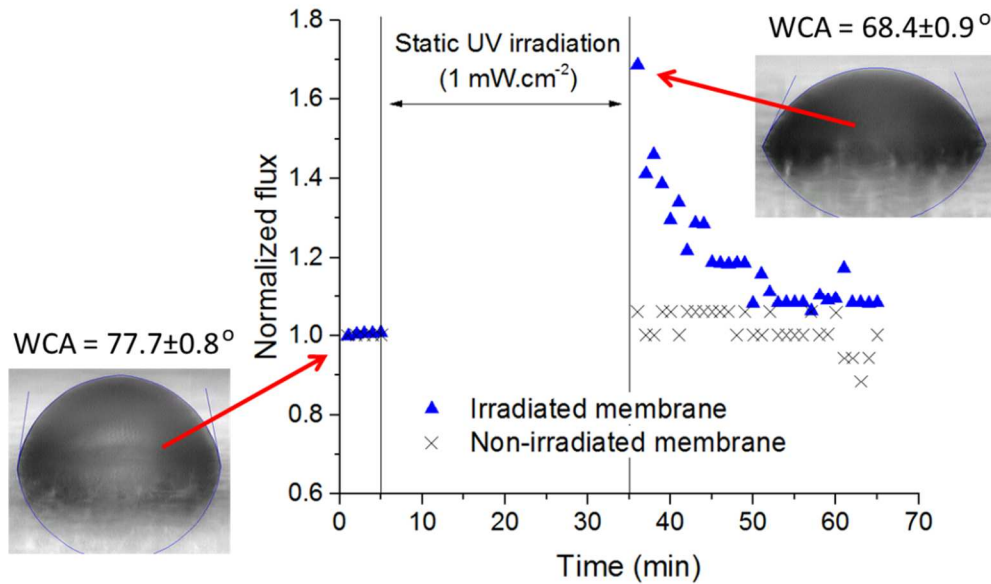 WCA = 77.7±0.8°
WCA = 68.4±0.9°
Static UV irradiation
(1 mW.cm⁻²)
Normalized flux
1.8
1.6
1.4
1.2
1.0
0.8
0.6
Irradiated membrane
Non-irradiated membrane
0 10 20 30 40 50 60 70
Time (min)